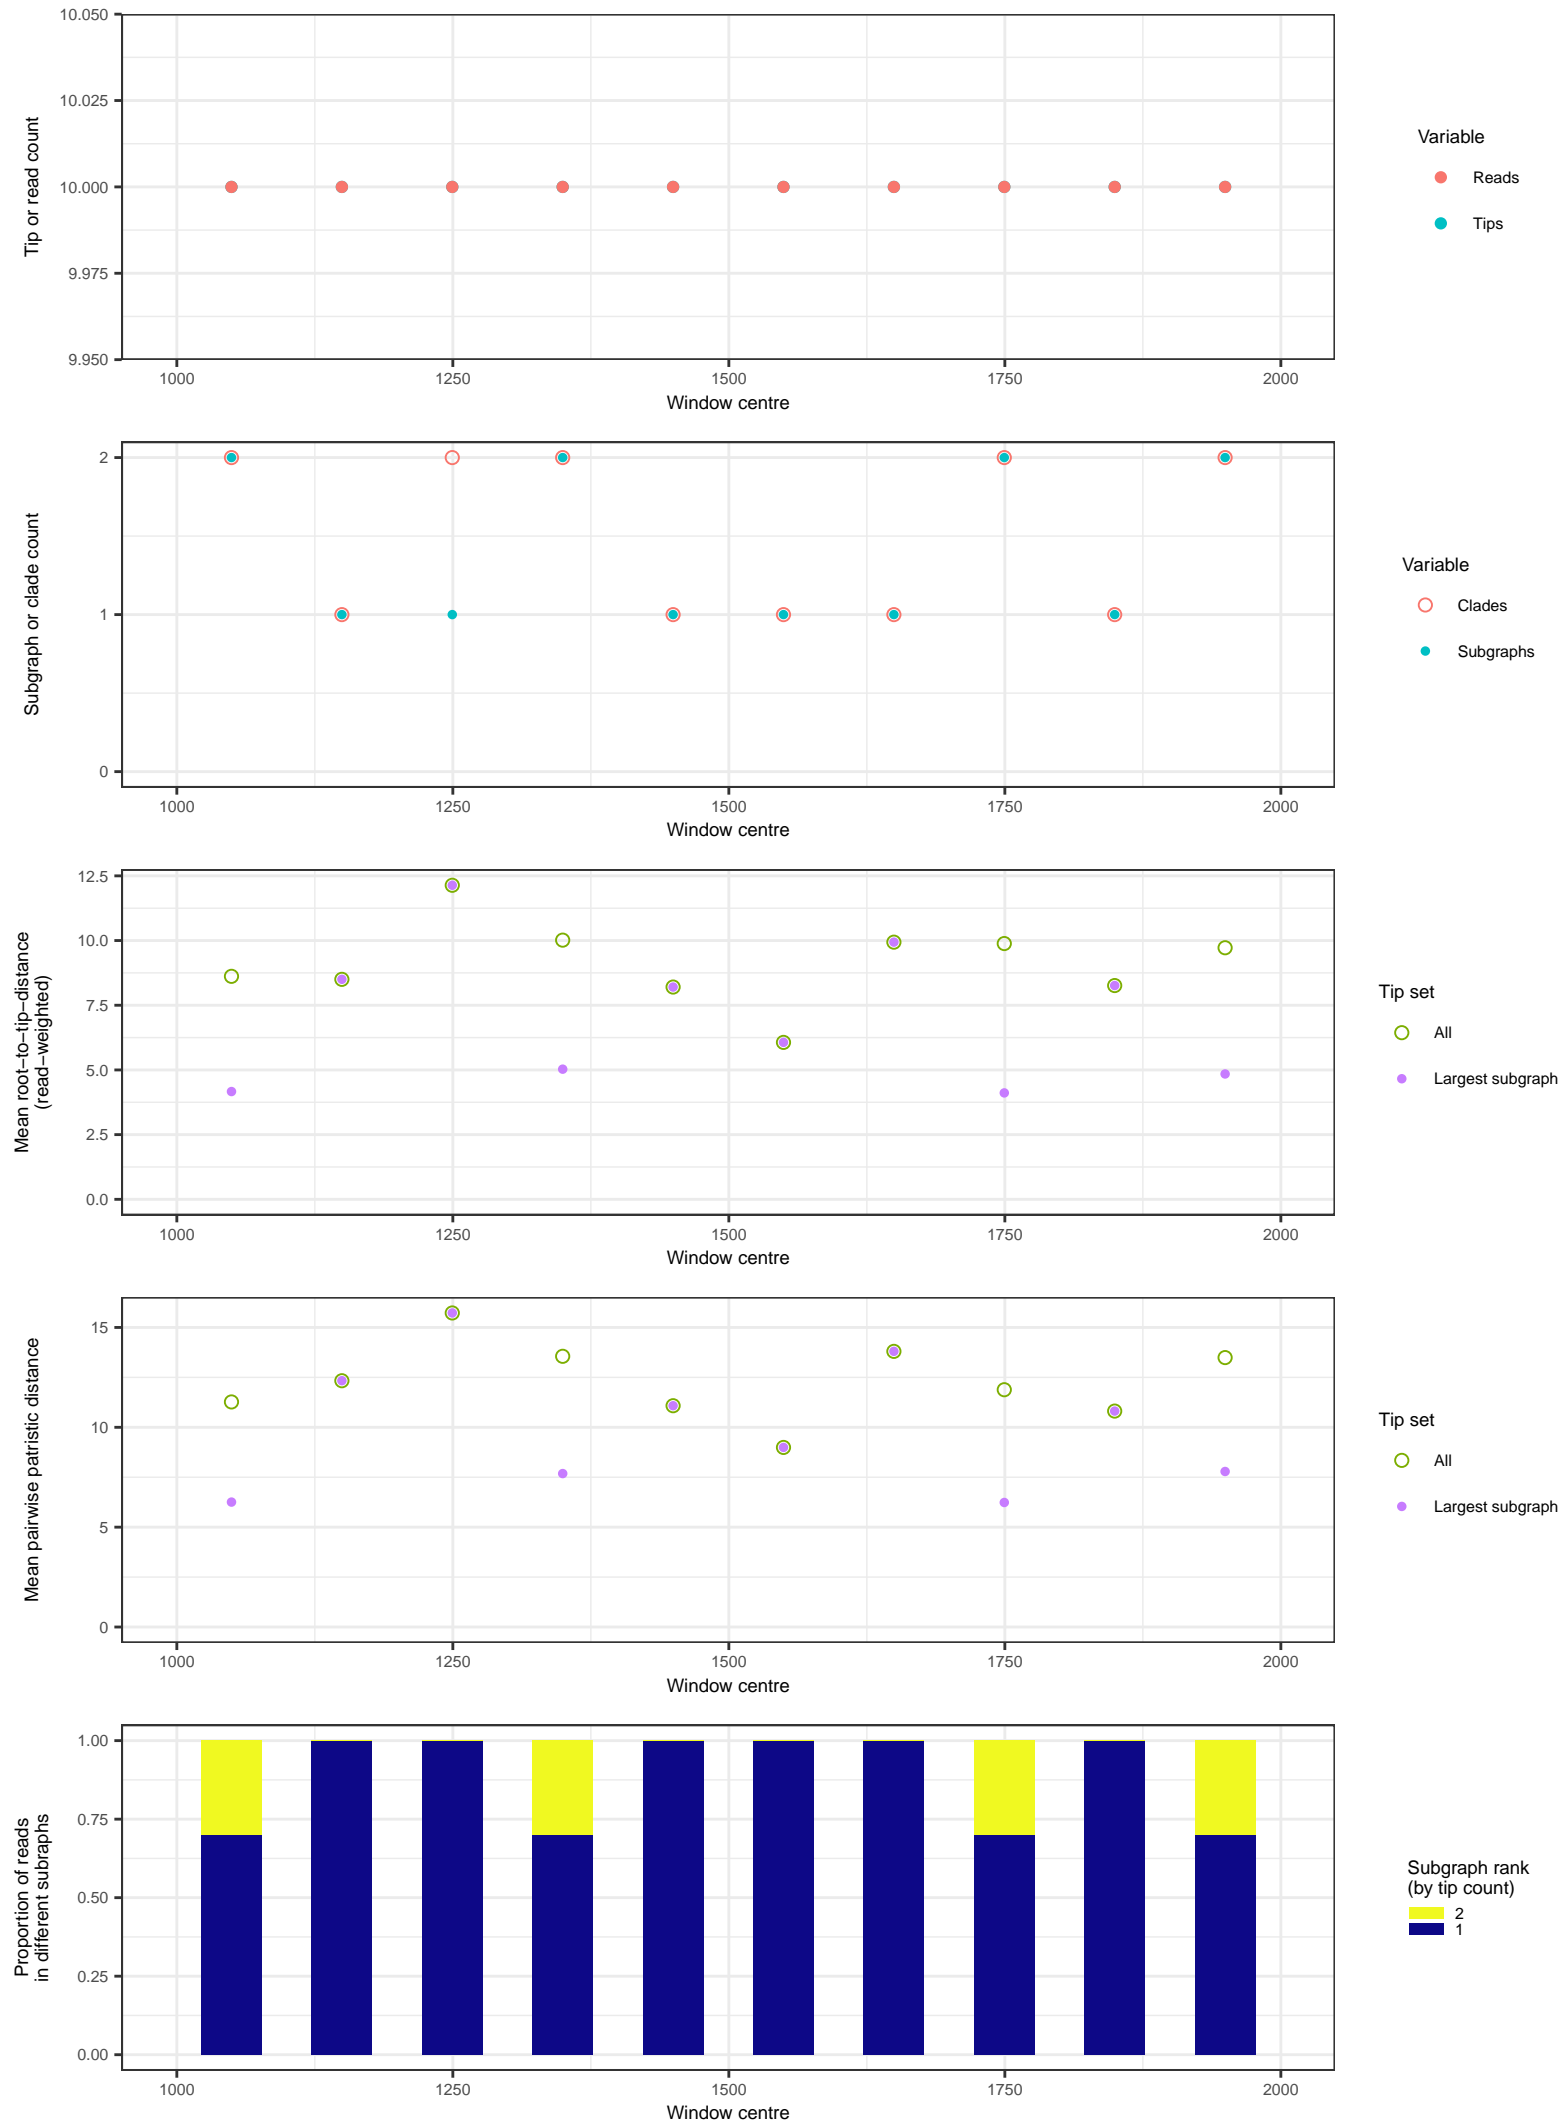 10.050
10.025
10.000
9.975
9.950
Tip or read count
1000 1250 1500 1750 2000
Window centre
Variable
Reads
Tips
2
1
0
Subgraph or clade count
1000 1250 1500 1750 2000
Window centre
Variable
Clades
Subgraphs
12.5
10.0
7.5
5.0
2.5
0.0
Mean root−to−tip−distance
(read−weighted)
1000 1250 1500 1750 2000
Window centre
Tip set
All
Largest subgraph
15
10
5
0
Mean pairwise patristic distance
1000 1250 1500 1750 2000
Window centre
Tip set
All
Largest subgraph
1.00
0.75
0.50
0.25
0.00
Proportion of reads
in different subraphs
1000 1250 1500 1750 2000
Window centre
Subgraph rank
(by tip count)
2
1